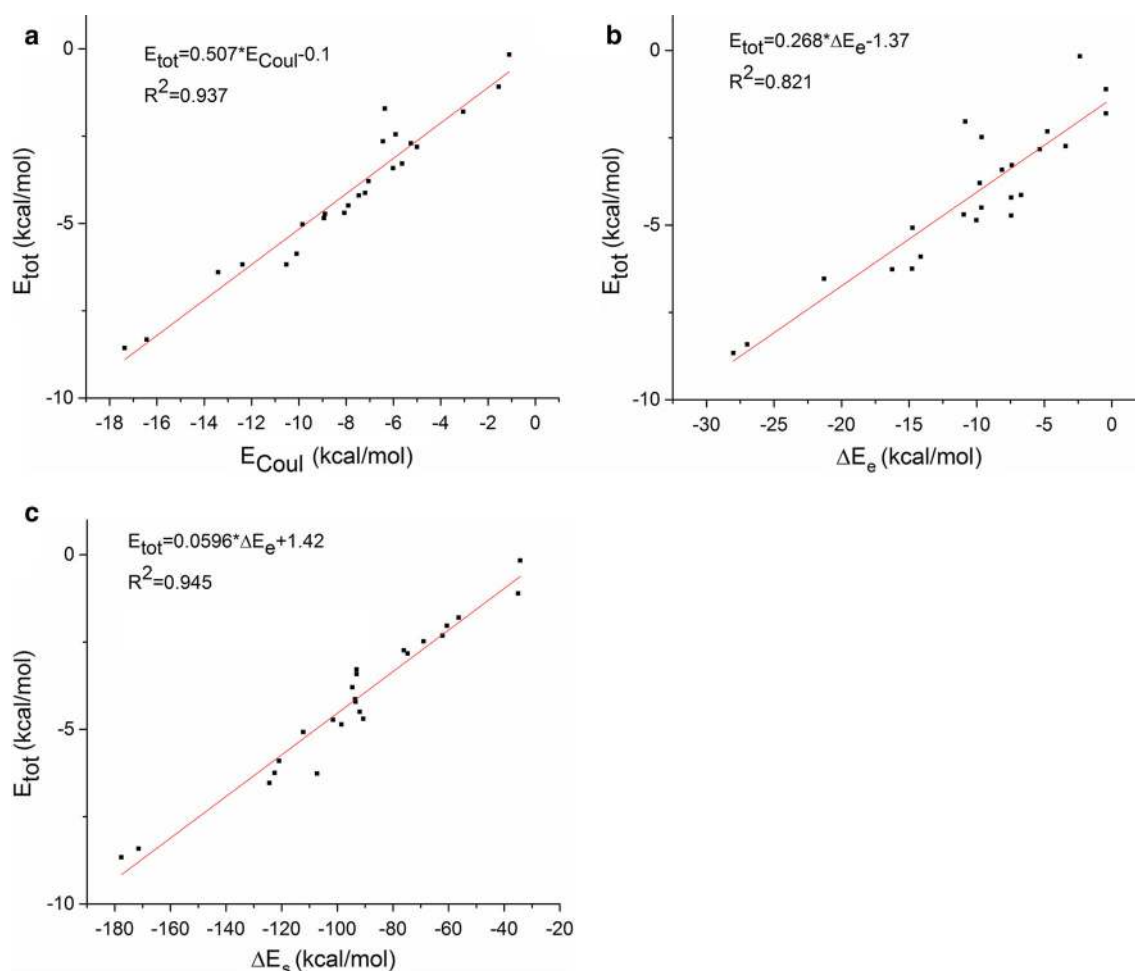 a
E_tot=0.507*E_Coul-0.1
R^2=0.937
0
-5
-10
E_tot (kcal/mol)
-18 -16 -14 -12 -10 -8 -6 -4 -2 0
E_Coul (kcal/mol)
b
E_tot=0.268*ΔE_e-1.37
R^2=0.821
0
-5
-10
E_tot (kcal/mol)
-30 -25 -20 -15 -10 -5 0
ΔE_e (kcal/mol)
c
E_tot=0.0596*ΔE_e+1.42
R^2=0.945
0
-5
-10
E_tot (kcal/mol)
-180 -160 -140 -120 -100 -80 -60 -40 -20
ΔE_s (kcal/mol)